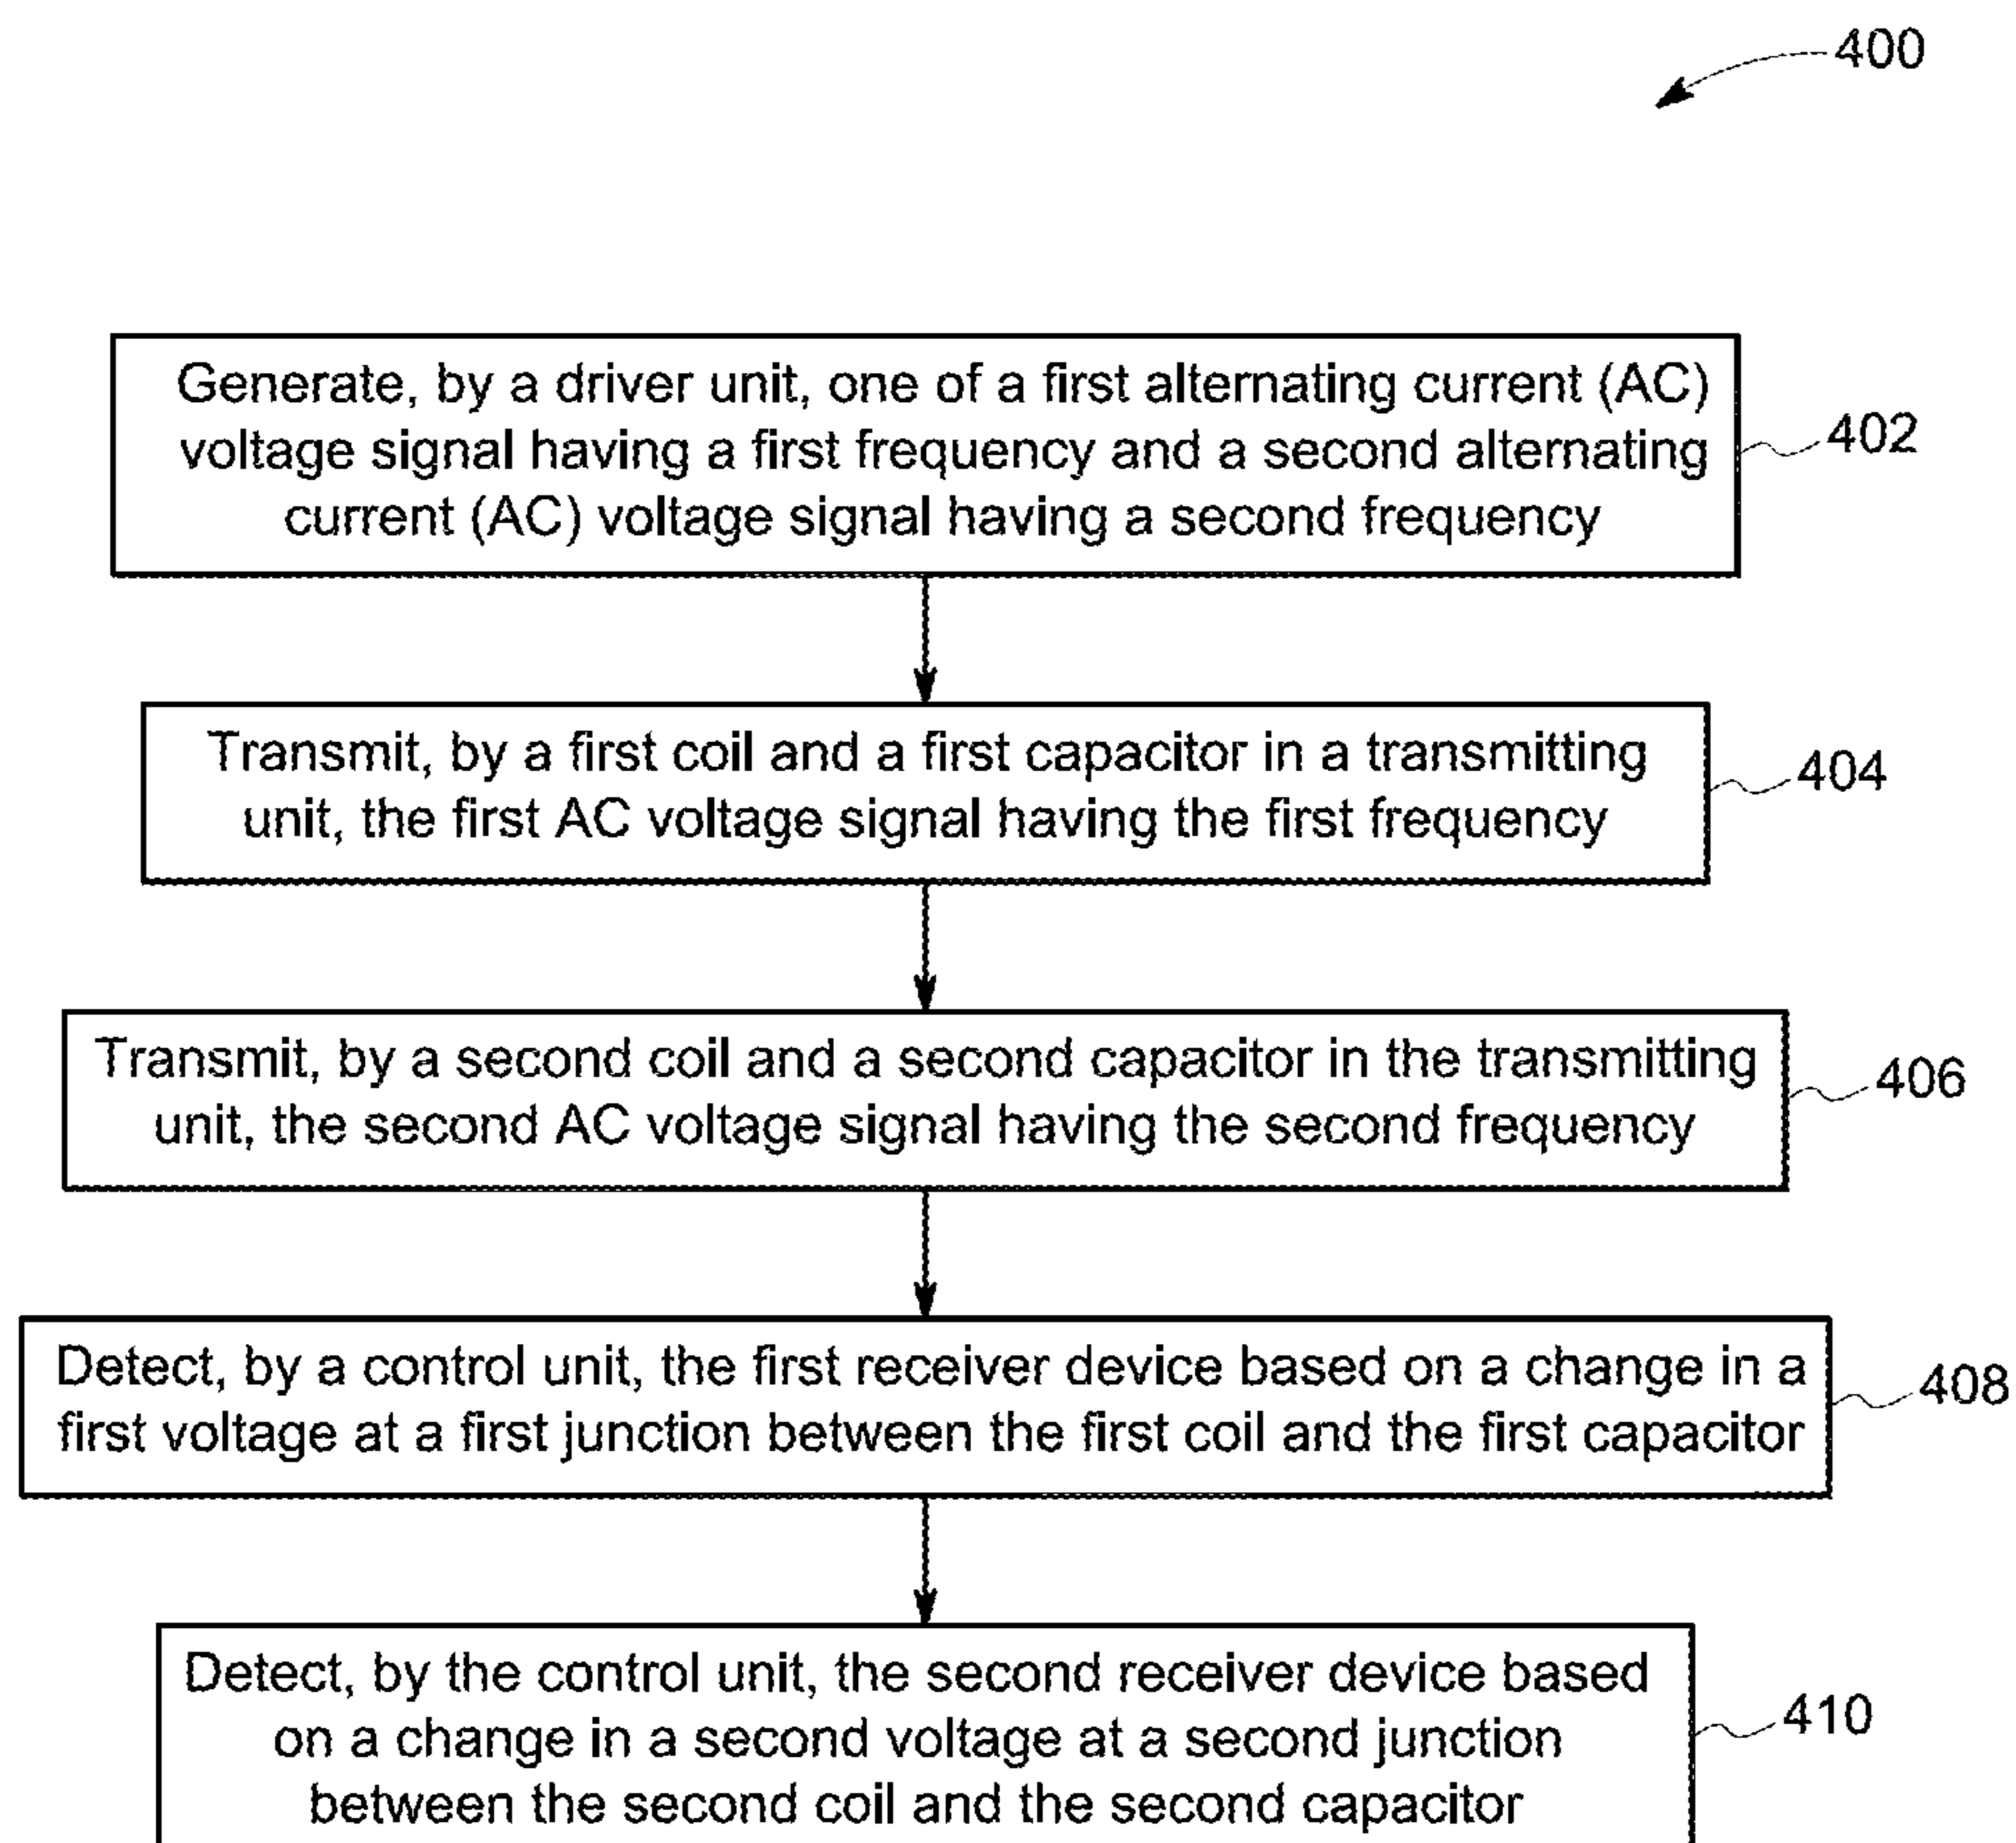 400
Generate, by a driver unit, one of a first alternating current (AC)
voltage signal having a first frequency and a second alternating
current (AC) voltage signal having a second frequency
402
Transmit, by a first coil and a first capacitor in a transmitting
unit, the first AC voltage signal having the first frequency
404
Transmit, by a second coil and a second capacitor in the transmitting
unit, the second AC voltage signal having the second frequency
406
Detect, by a control unit, the first receiver device based on a change in a
first voltage at a first junction between the first coil and the first capacitor
408
Detect, by the control unit, the second receiver device based
on a change in a second voltage at a second junction
between the second coil and the second capacitor
410